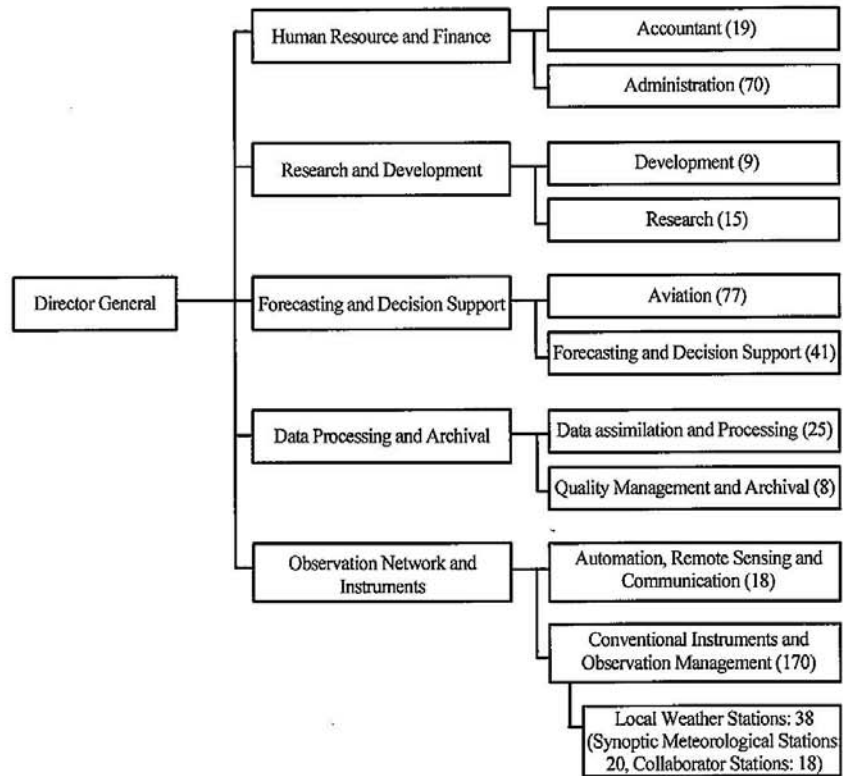 Director General
Human Resource and Finance
Accountant (19)
Administration (70)
Research and Development
Development (9)
Research (15)
Forecasting and Decision Support
Aviation (77)
Forecasting and Decision Support (41)
Data Processing and Archival
Data assimilation and Processing (25)
Quality Management and Archival (8)
Observation Network and
Instruments
Automation, Remote Sensing and
Communication (18)
Conventional Instruments and
Observation Management (170)
Local Weather Stations: 38
(Synoptic Meteorological Stations:
20, Collaborator Stations: 18)